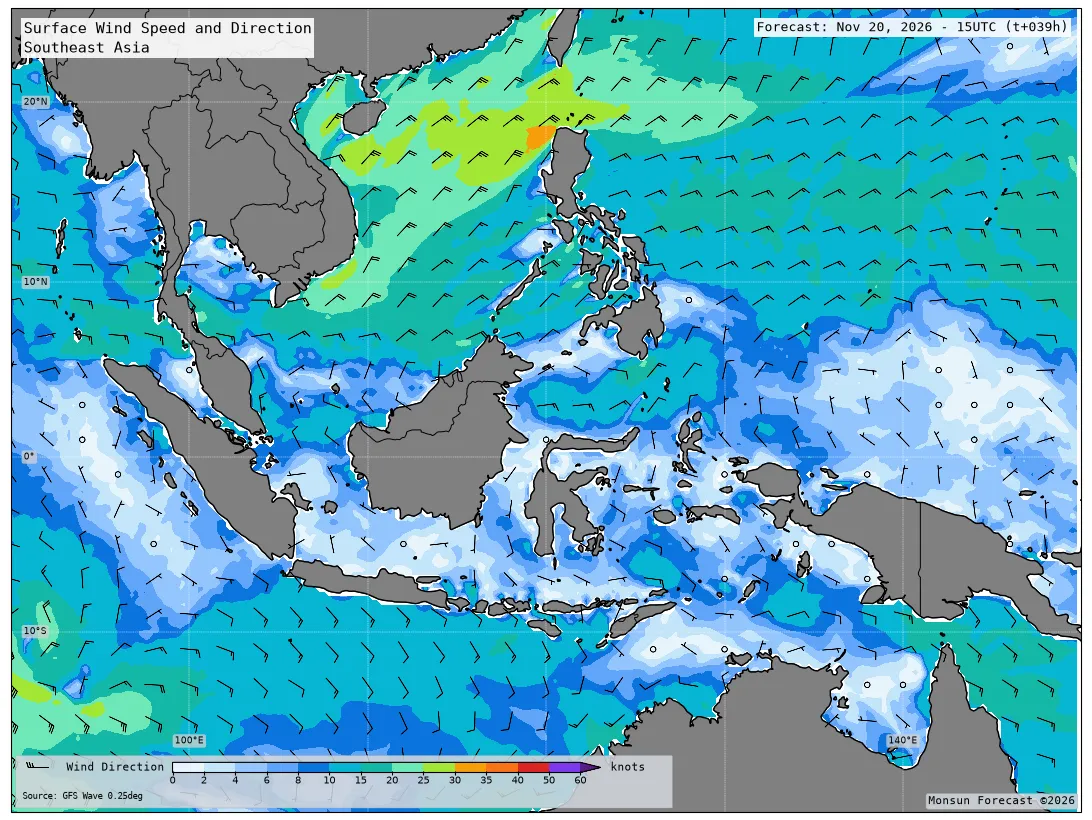 Surface Wind Speed and Direction
Southeast Asia
Forecast: Nov 20, 2026 - 15UTC (t+039h)
20°N
10°N
0°
10°S
100°E
140°E
Wind Direction
0 2 4 6 8 10 15 20 25 30 35 40 50 60
knots
Source: GFS Wave 0.25deg
Monsun Forecast ©2026